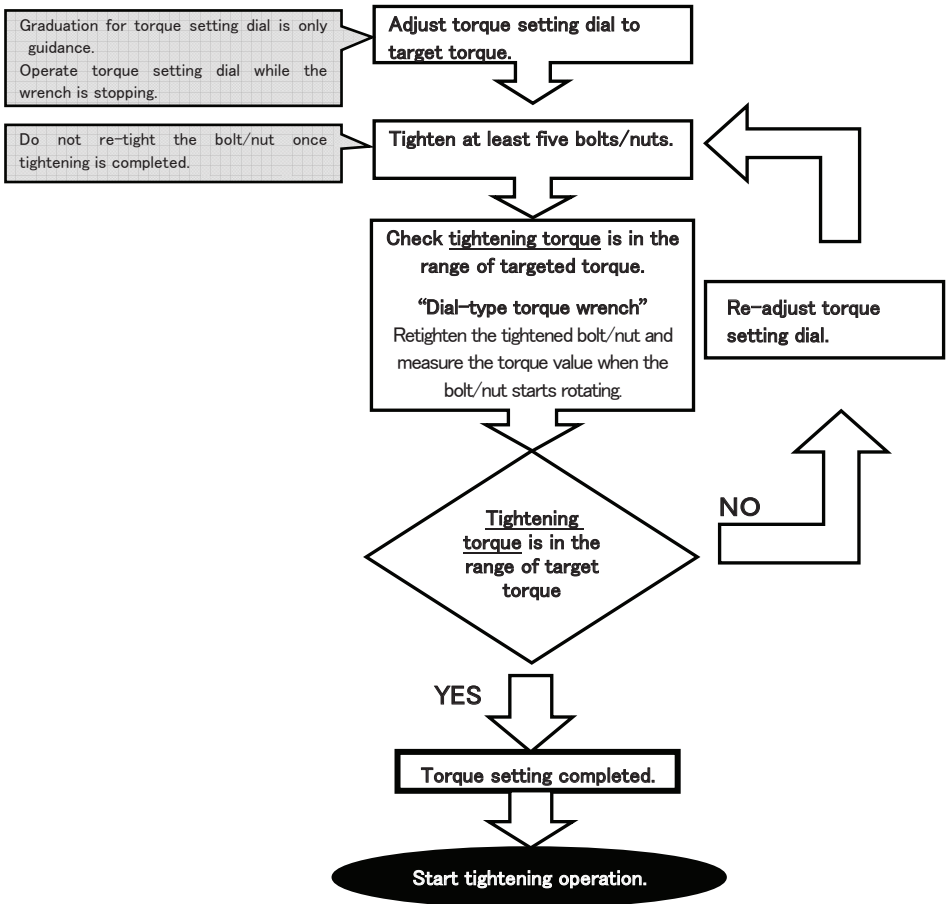 Graduation for torque setting dial is only
guidance.
Operate torque setting dial while the
wrench is stopping.
Adjust torque setting dial to
target torque.
Do not re-tight the bolt/nut once
tightening is completed.
Tighten at least five bolts/nuts.
Check tightening torque is in the
range of targeted torque.
“Dial-type torque wrench”
Retighten the tightened bolt/nut and
measure the torque value when the
bolt/nut starts rotating.
Re-adjust torque
setting dial.
Tightening
torque is in the
range of target
torque
NO
YES
Torque setting completed.
Start tightening operation.